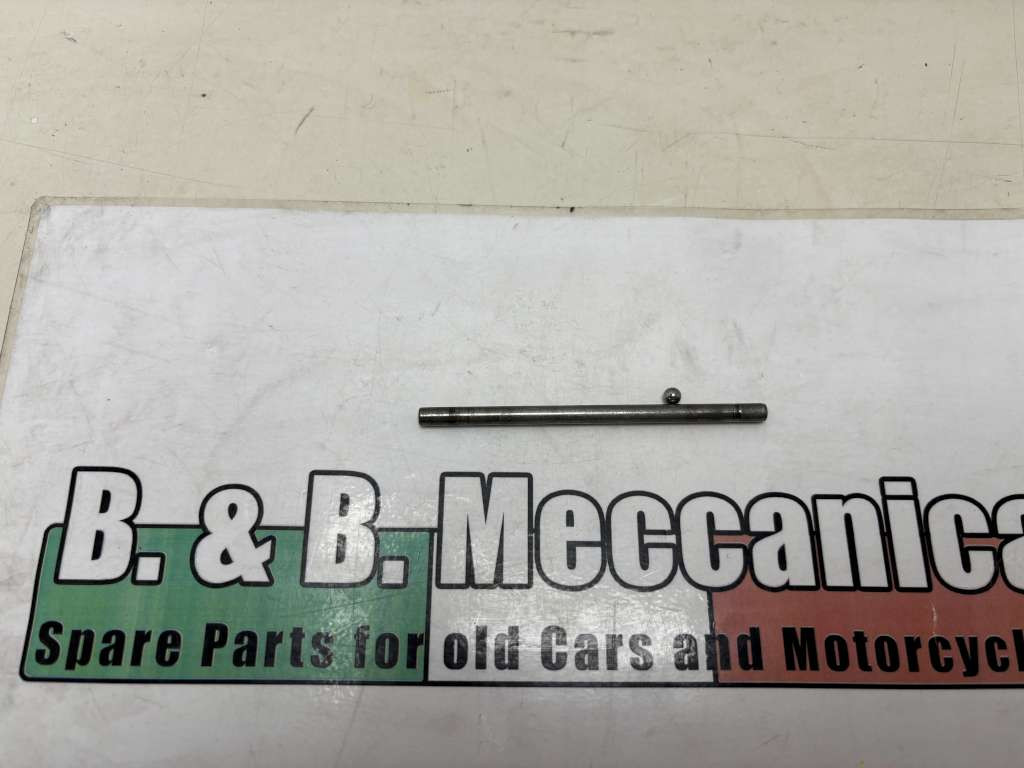 B. & B. Meccanica
Spare Parts for old Cars and Motorcycl